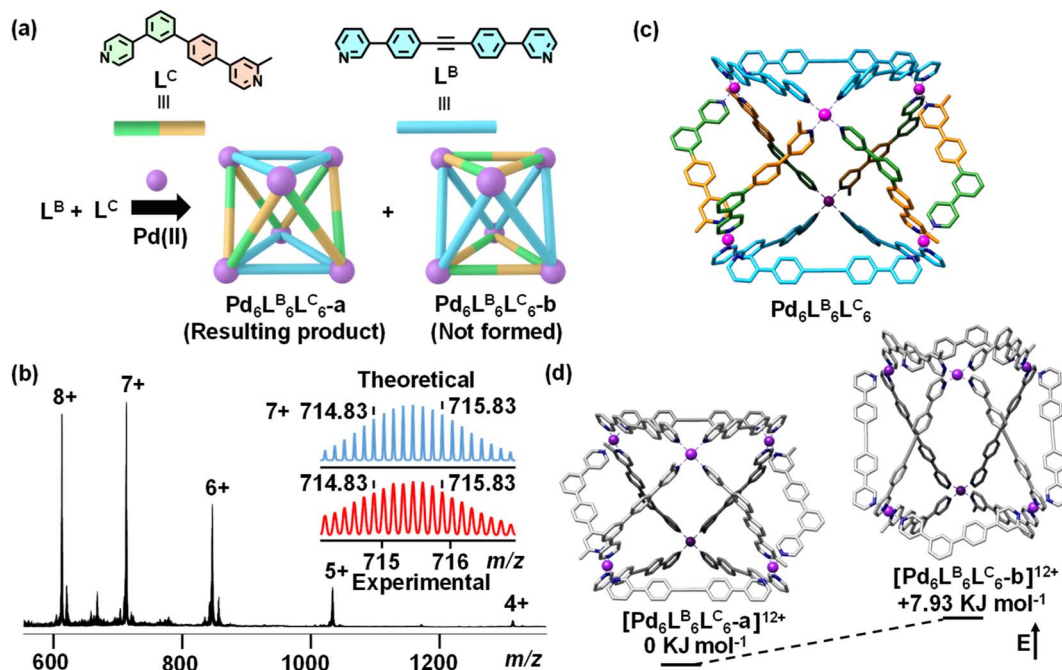 (a)
N
N
L^C
≡
N
N
L^B
≡
L^B + L^C
Pd(II)
+
Pd₆L^B₆L^C₆-a
(Resulting product)
Pd₆L^B₆L^C₆-b
(Not formed)
(b)
8+
7+
6+
5+
4+
Theoretical
7+ 714.83 715.83
714.83 715.83
715 716 m/z
Experimental
600 800 1000 1200 m/z
(c)
Pd₆L^B₆L^C₆
(d)
[Pd₆L^B₆L^C₆-a]¹²⁺
0 KJ mol⁻¹
[Pd₆L^B₆L^C₆-b]¹²⁺
+7.93 KJ mol⁻¹
E